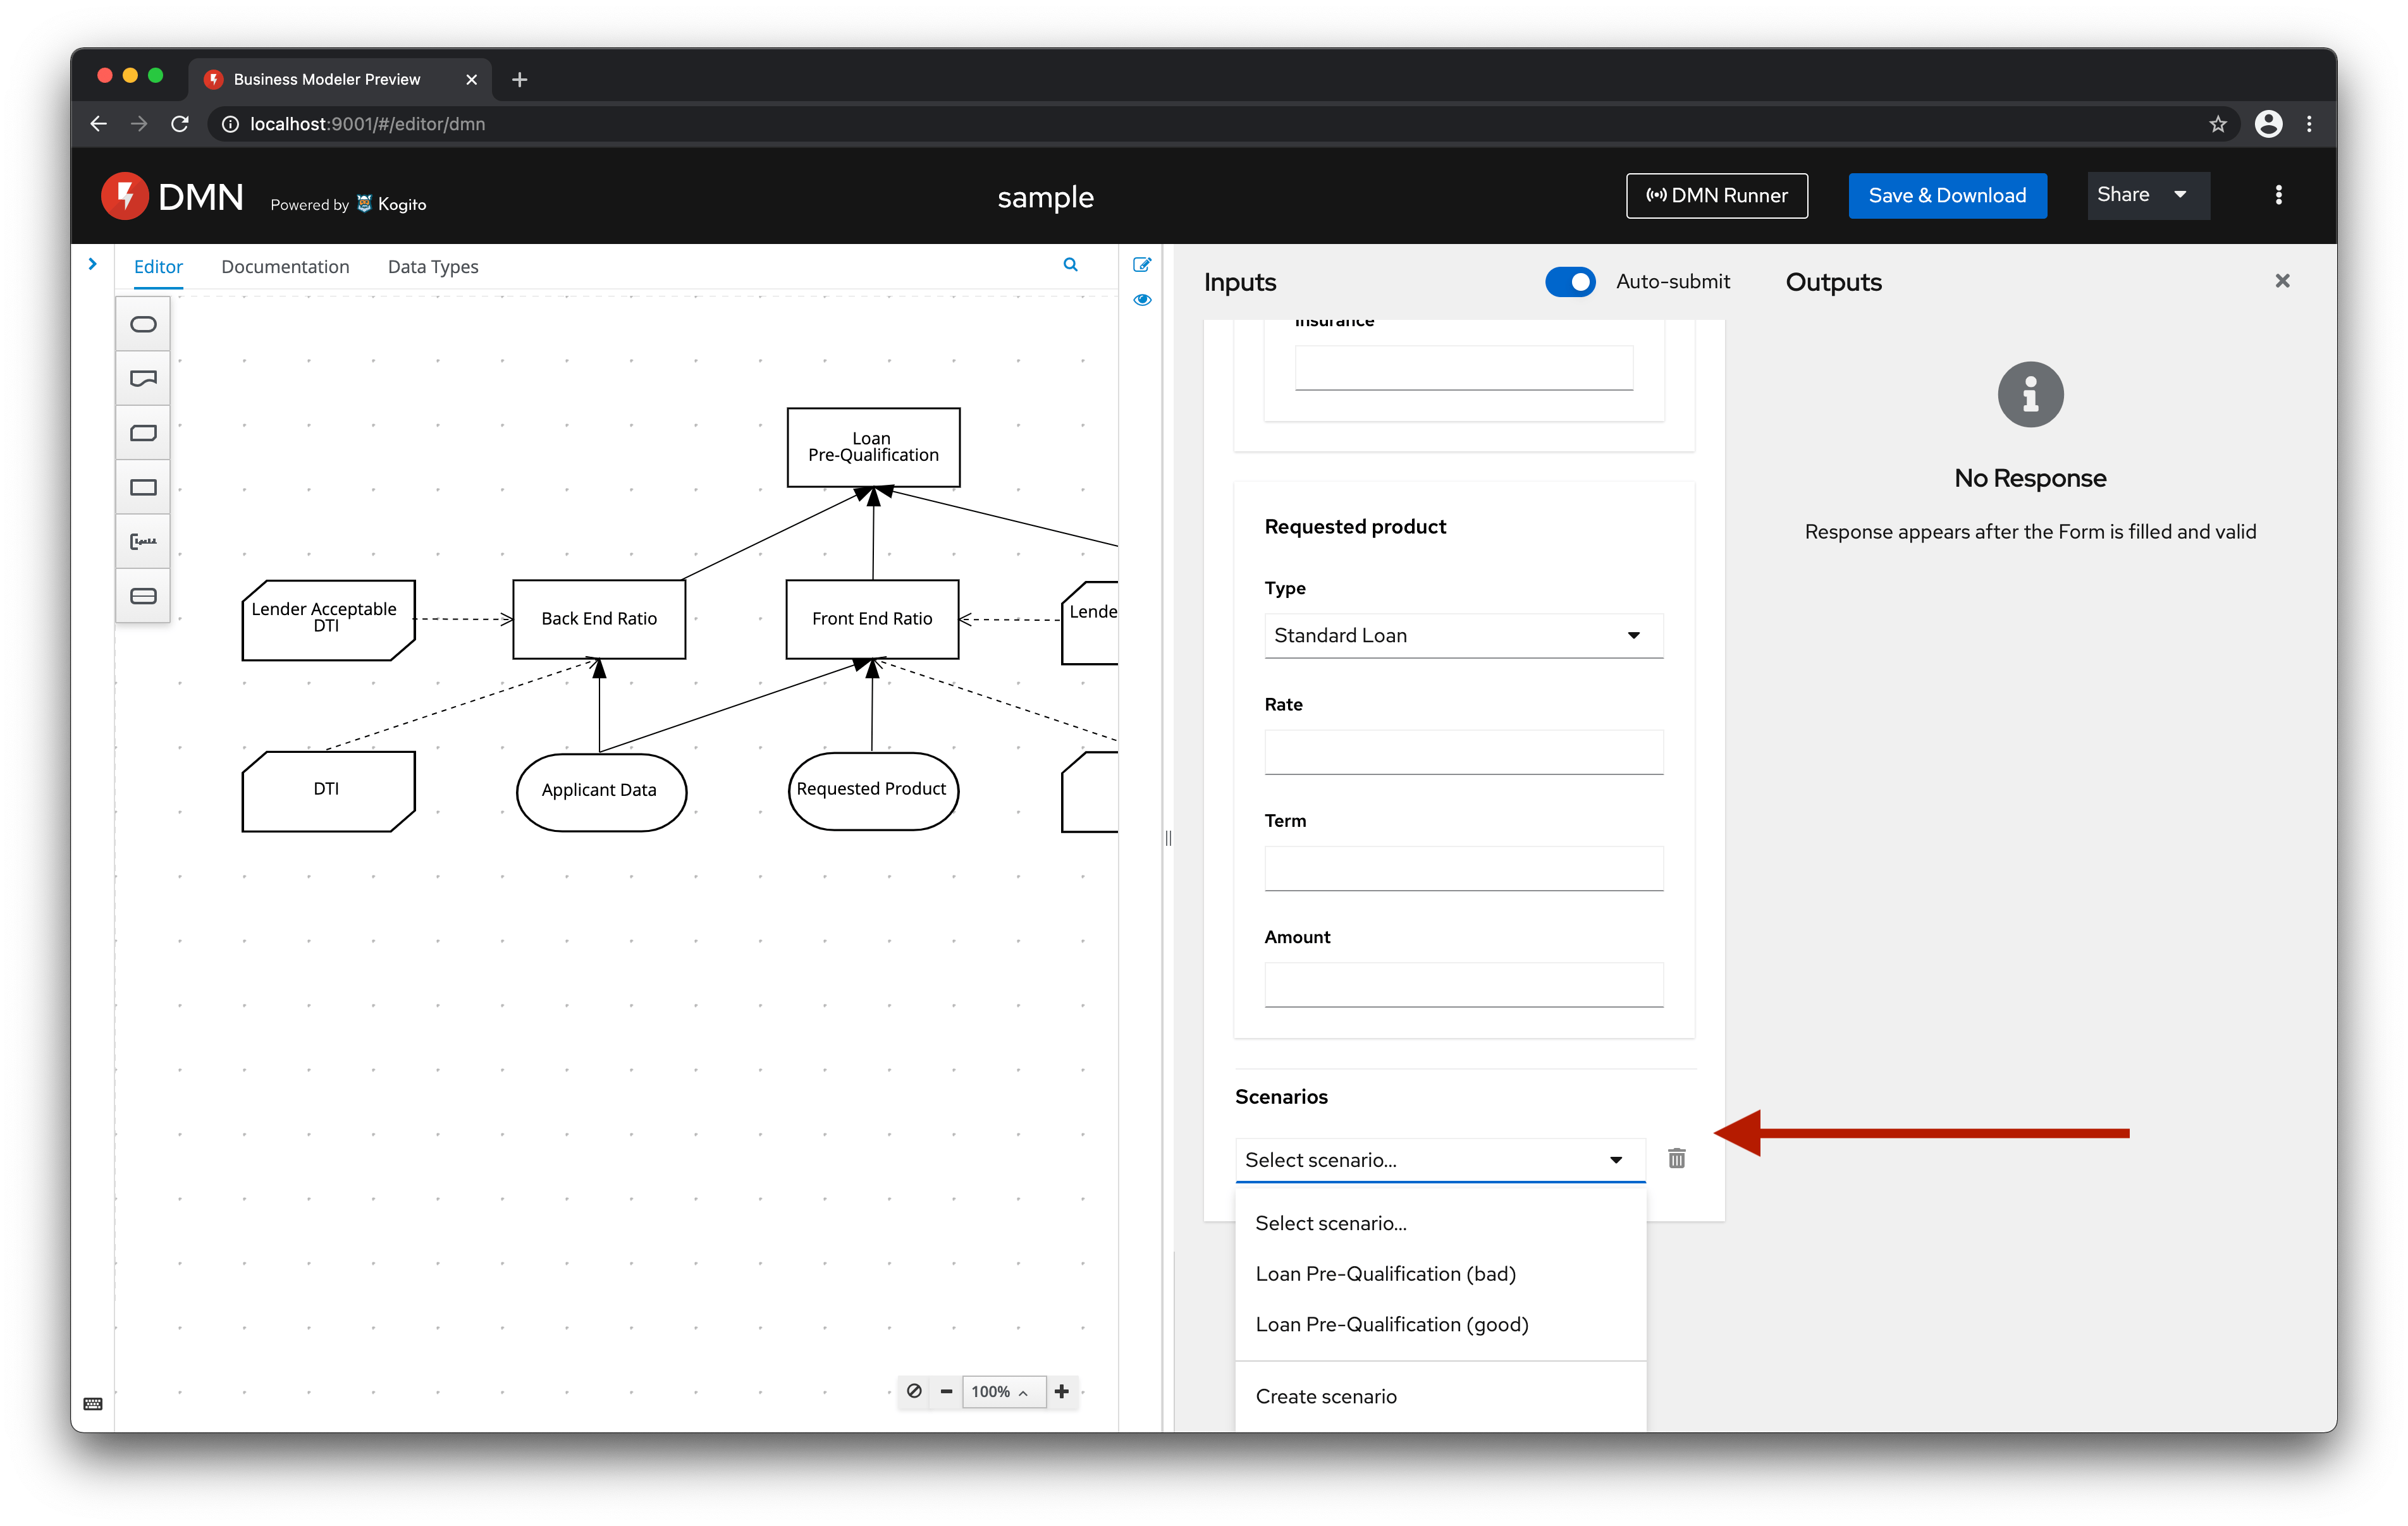 Business Modeler Preview
localhost:9001/#/editor/dmn
DMN
Powered by Kogito
sample
DMN Runner
Save & Download
Share
Editor
Documentation
Data Types
Loan
Pre-Qualification
Lender Acceptable
DTI
Back End Ratio
Front End Ratio
Lende
DTI
Applicant Data
Requested Product
100%
Inputs
Auto-submit
Insurance
Requested product
Type
Standard Loan
Rate
Term
Amount
Scenarios
Select scenario...
Select scenario...
Loan Pre-Qualification (bad)
Loan Pre-Qualification (good)
Create scenario
Outputs
No Response
Response appears after the Form is filled and valid